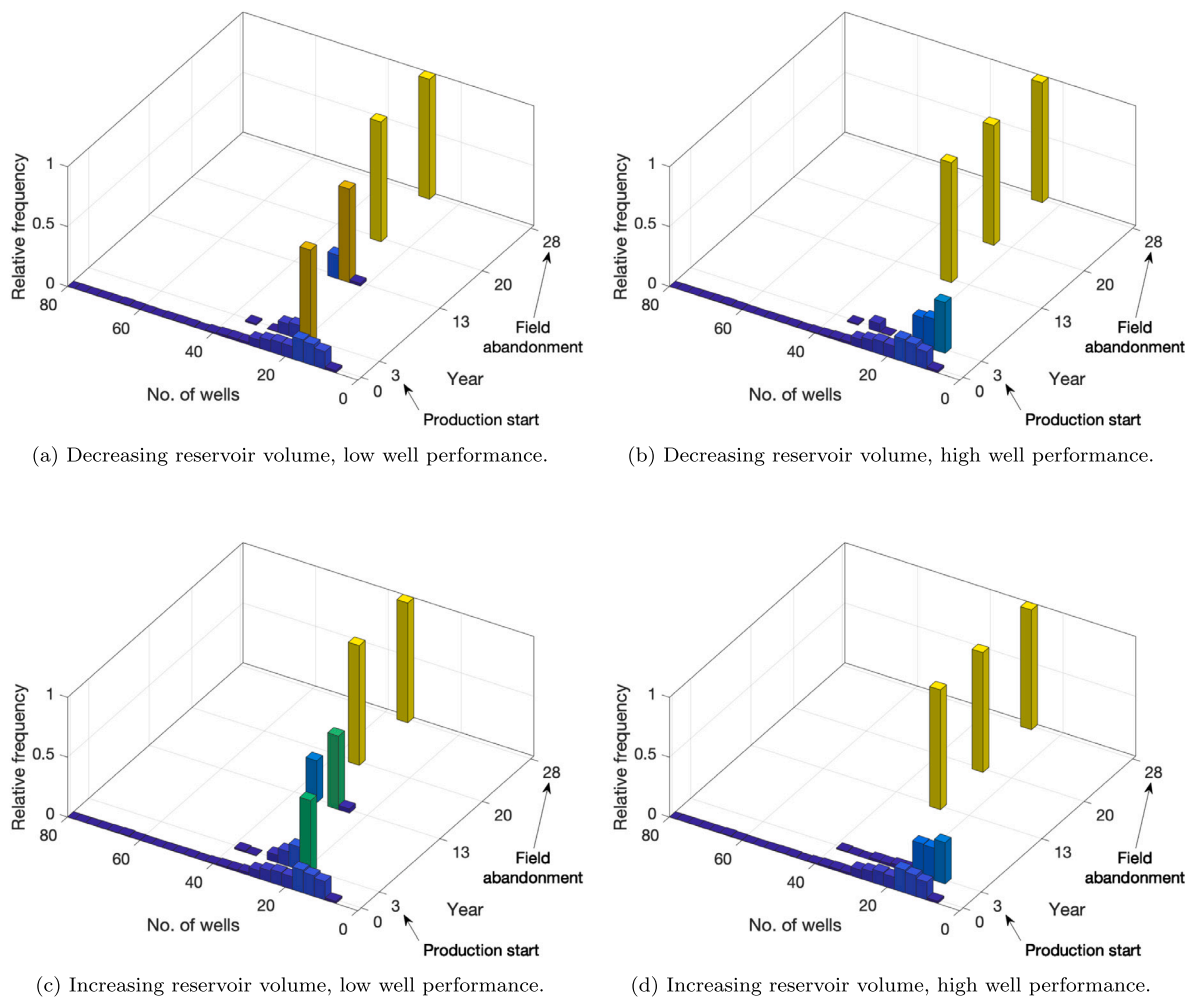 Relative frequency
1
0.5
0
80
60
40
20
0
No. of wells
0
3
13
20
28
Year
Field
abandonment
Production start
(a) Decreasing reservoir volume, low well performance.
Relative frequency
1
0.5
0
80
60
40
20
0
No. of wells
0
3
13
20
28
Year
Field
abandonment
Production start
(b) Decreasing reservoir volume, high well performance.
Relative frequency
1
0.5
0
80
60
40
20
0
No. of wells
0
3
13
20
28
Year
Field
abandonment
Production start
(c) Increasing reservoir volume, low well performance.
Relative frequency
1
0.5
0
80
60
40
20
0
No. of wells
0
3
13
20
28
Year
Field
abandonment
Production start
(d) Increasing reservoir volume, high well performance.